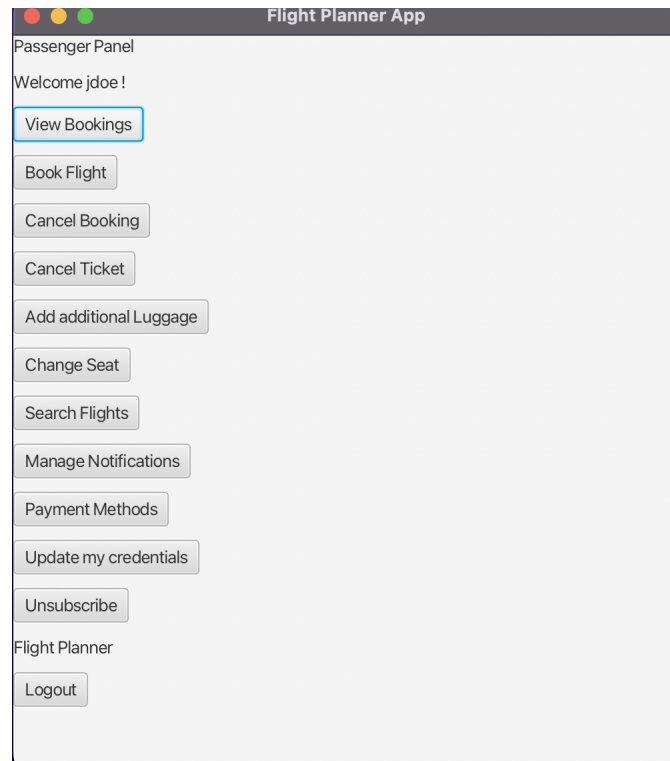 Flight Planner App
Passenger Panel
Welcome jdoe !
View Bookings
Book Flight
Cancel Booking
Cancel Ticket
Add additional Luggage
Change Seat
Search Flights
Manage Notifications
Payment Methods
Update my credentials
Unsubscribe
Flight Planner
Logout